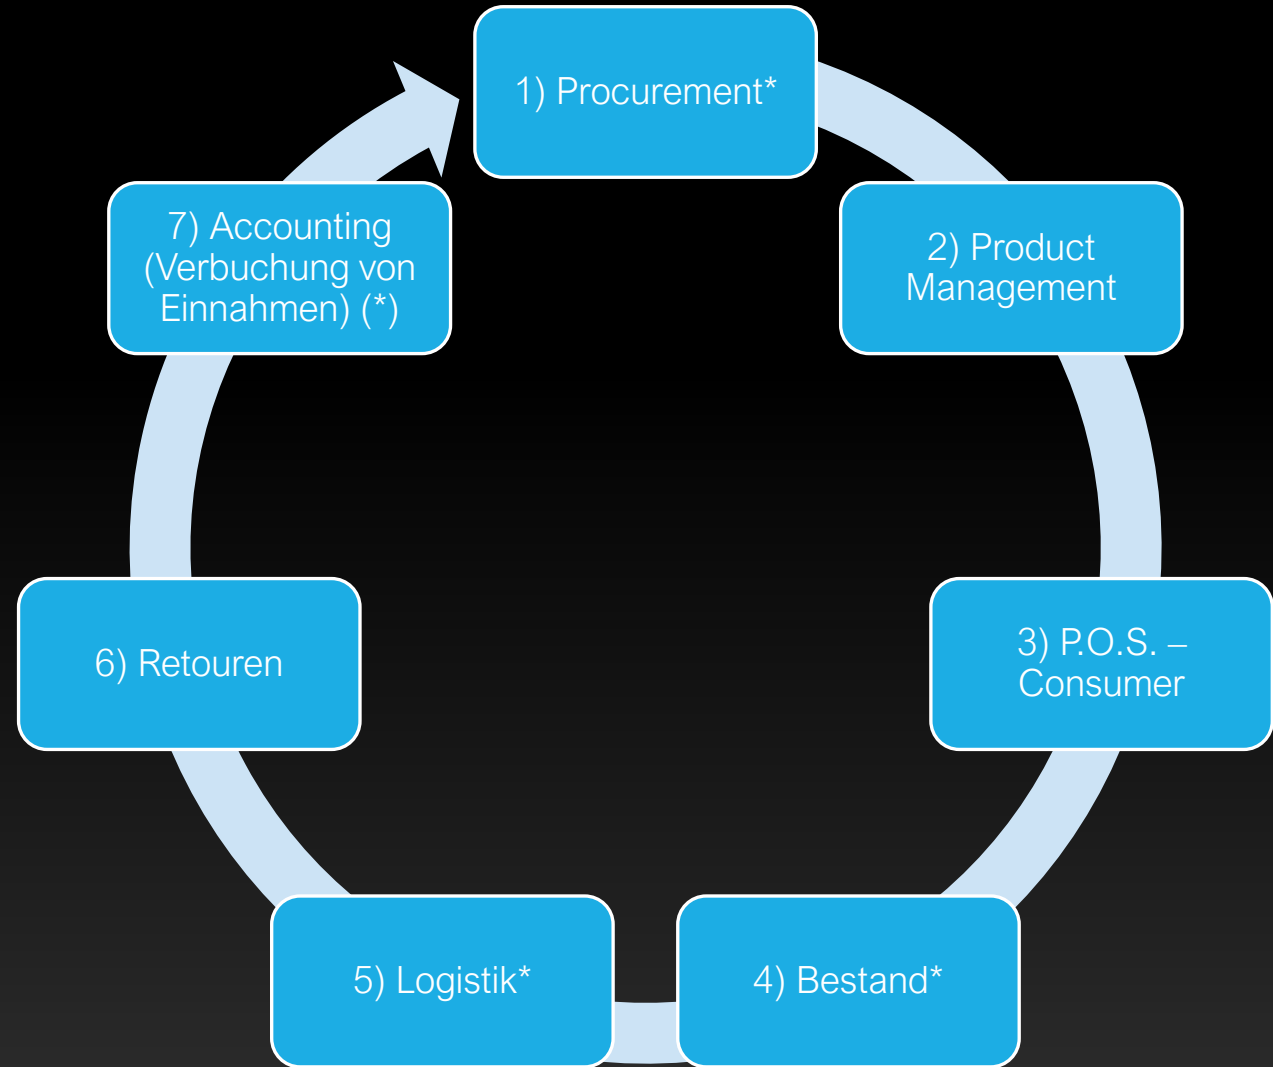 1) Procurement*
2) Product
Management
3) P.O.S. –
Consumer
4) Bestand*
5) Logistik*
6) Retouren
7) Accounting
(Verbuchung von
Einnahmen) (*)